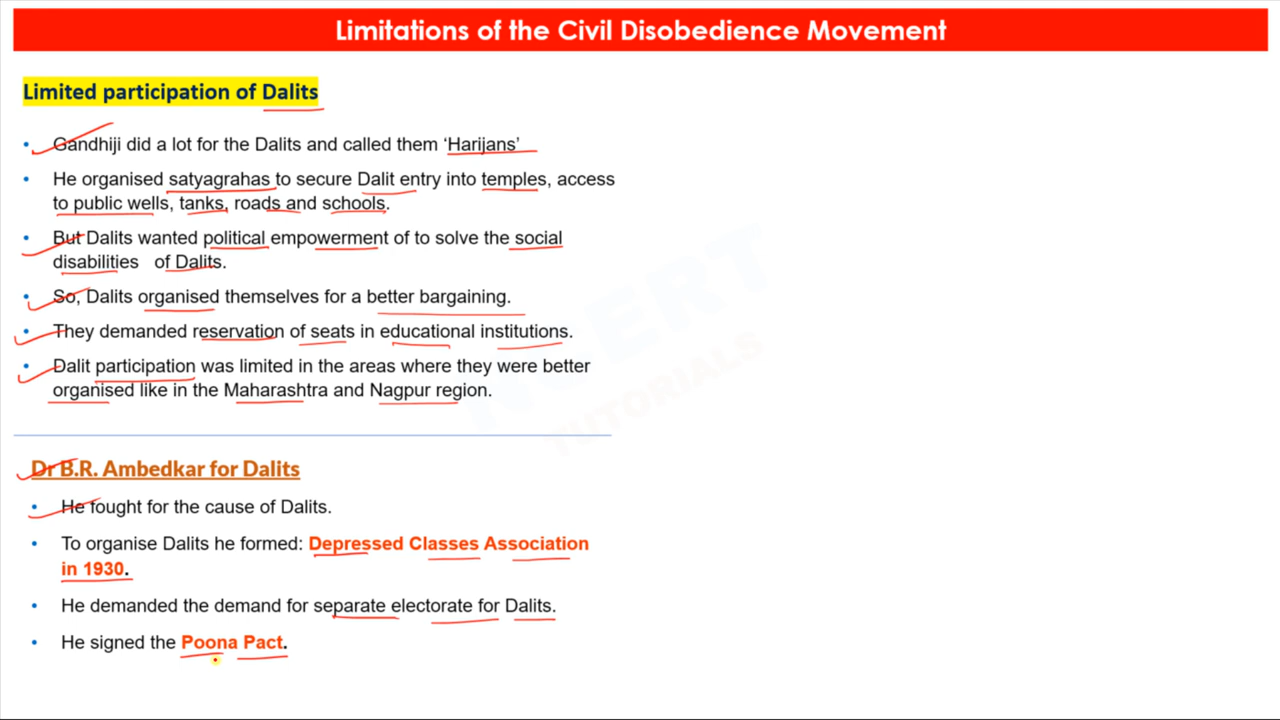 Limitations of the Civil Disobedience Movement
Limited participation of Dalits
• Gandhiji did a lot for the Dalits and called them ‘Harijans’
• He organised satyagrahas to secure Dalit entry into temples, access
to public wells, tanks, roads and schools.
• But Dalits wanted political empowerment of to solve the social
disabilities of Dalits.
• So, Dalits organised themselves for a better bargaining.
• They demanded reservation of seats in educational institutions.
• Dalit participation was limited in the areas where they were better
organised like in the Maharashtra and Nagpur region.
Dr B.R. Ambedkar for Dalits
• He fought for the cause of Dalits.
• To organise Dalits he formed: Depressed Classes Association
in 1930.
• He demanded the demand for separate electorate for Dalits.
• He signed the Poona Pact.
NCERT
TUTORIALS